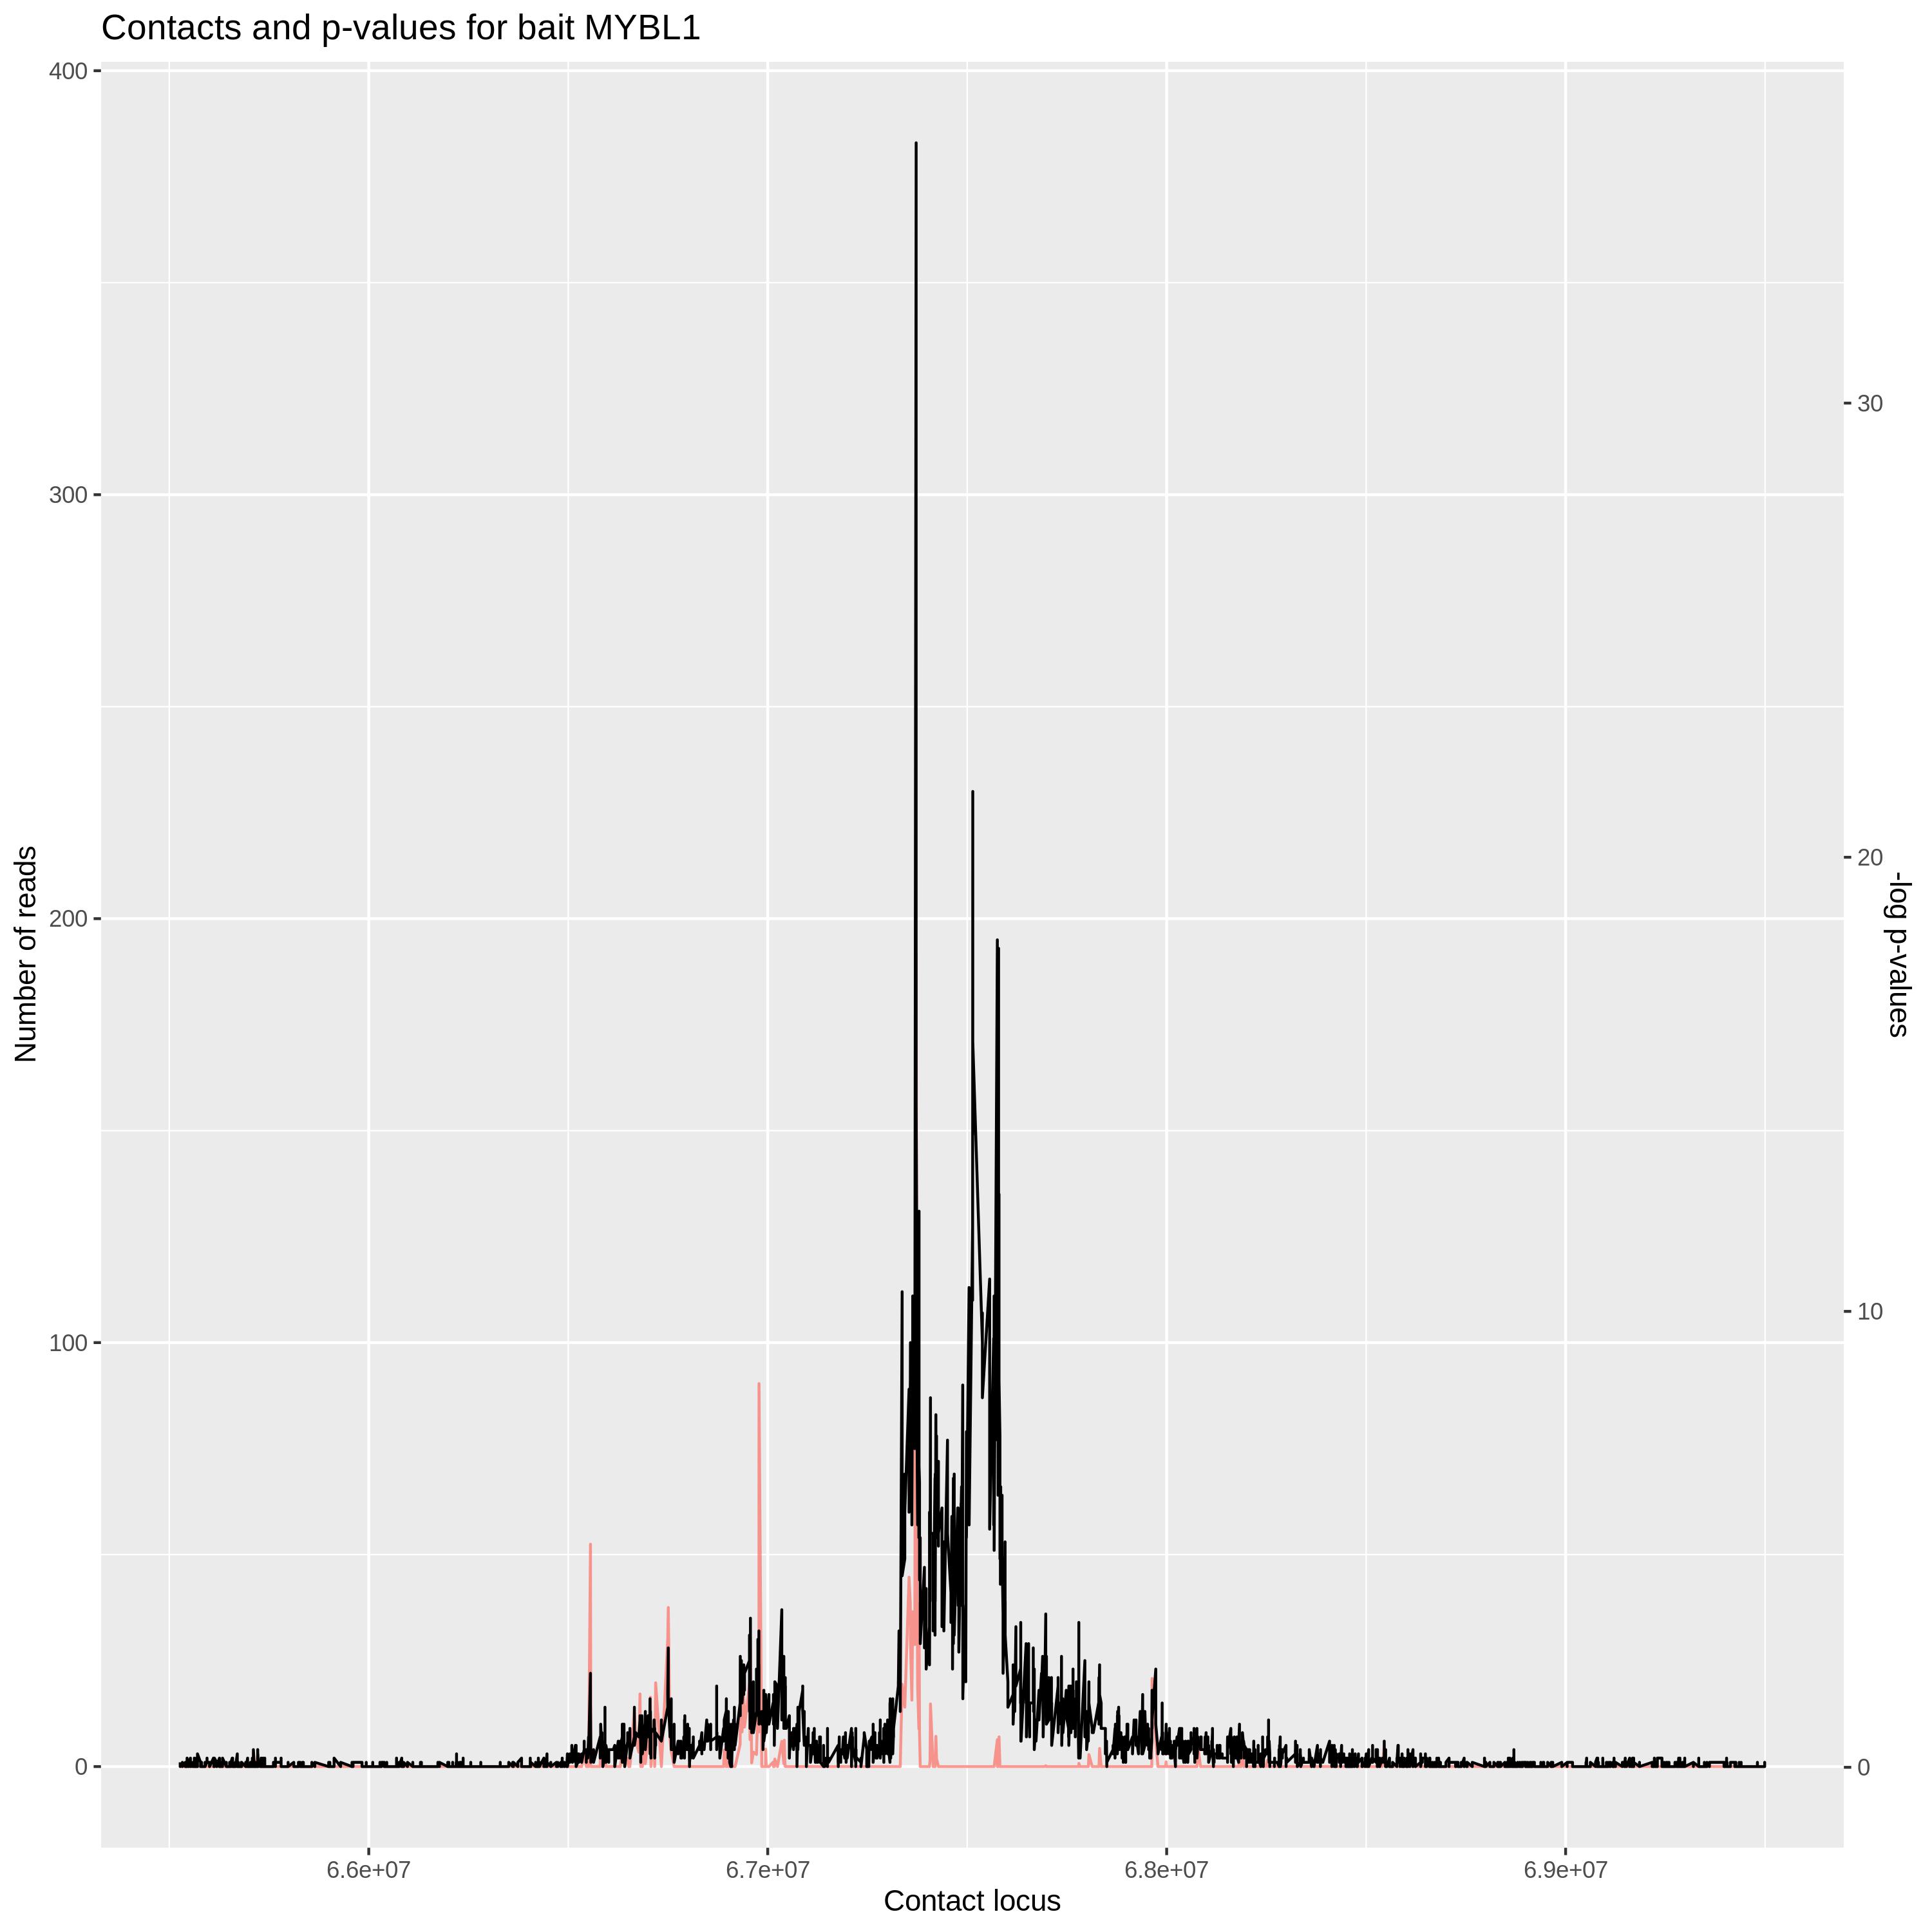 Contacts and p-values for bait MYBL1
400
300
200
100
0
Number of reads
30
20
10
0
-log p-values
6.6e+07
6.7e+07
6.8e+07
6.9e+07
Contact locus